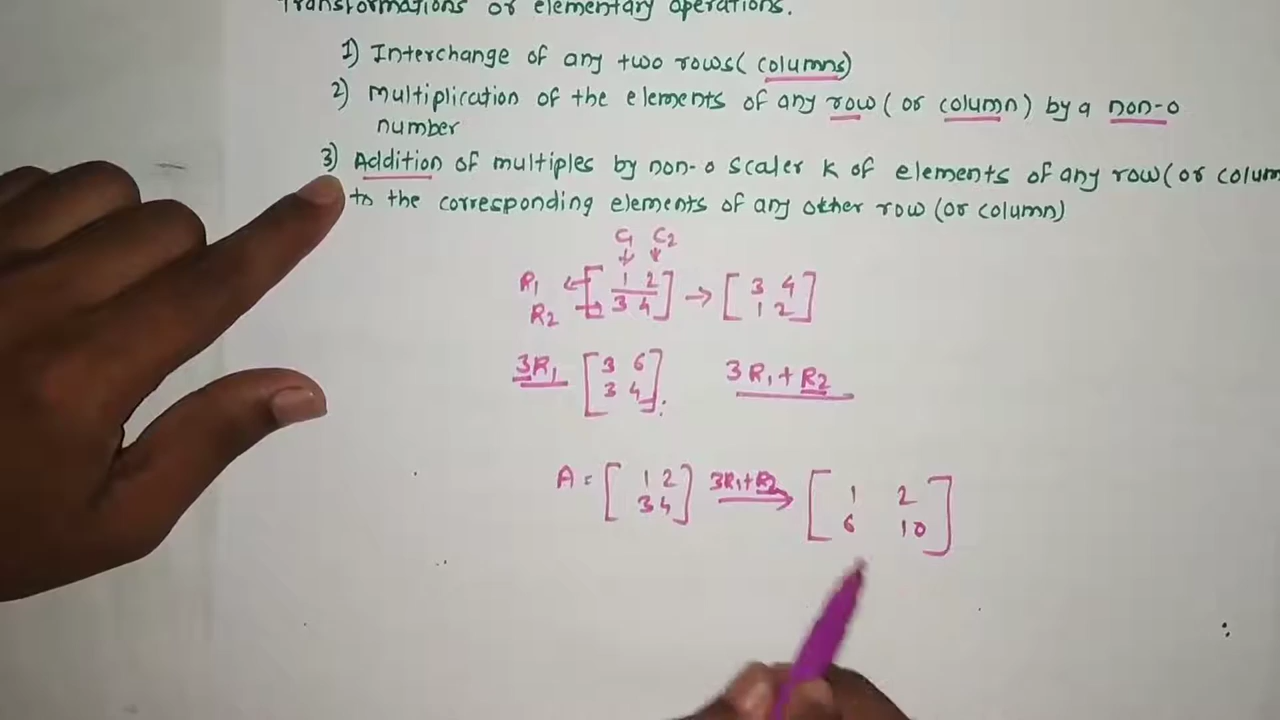 Transformations or elementary operations.
1) Interchange of any two rows( columns)
2) Multiplication of the elements of any row( or column) by a non-0
number
3) Addition of multiples by non-0 scaler K of elements of any row(or colum
to the corresponding elements of any other row (or column)
C1 C2
R1 ← [ 1 2
R2 ← 3 4 ] → [ 3 4
1 2 ]
3R1 [ 3 6
3 4 ] 3R1 + R2
A = [ 1 2
3 4 ] 3R1+R2 → [ 1 2
6 10 ]